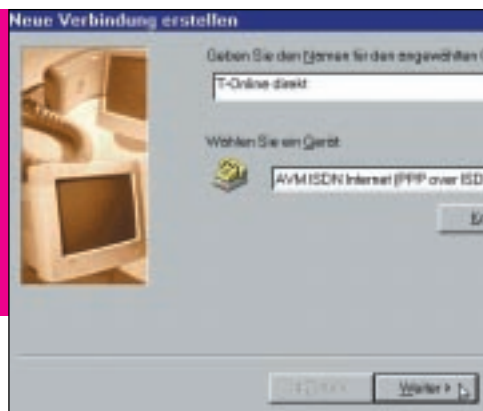 Neue Verbindung erstellen
Geben Sie den Namen für den angewählten
T-Online direkt
Wählen Sie ein Gerät:
AVM ISDN Internet (PPP over ISD
Weiter >